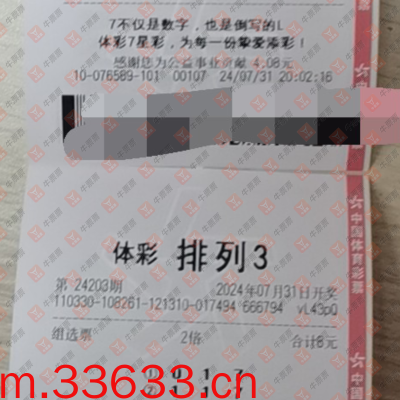 7不仅是数字，也是倒写的L
体彩7星彩，为每一份挚爱添彩！
感谢您为公益事业贡献 4.08元
10-076589-101 00107 24/07/31 20:02:16
中国体育彩票
体彩 排列3
第 24203期 2024年07月31日开奖
110330-108261-121310-017494 666794 vL43pQ
组选票 2倍 合计8元
① 0 1 7
m.33633.cn